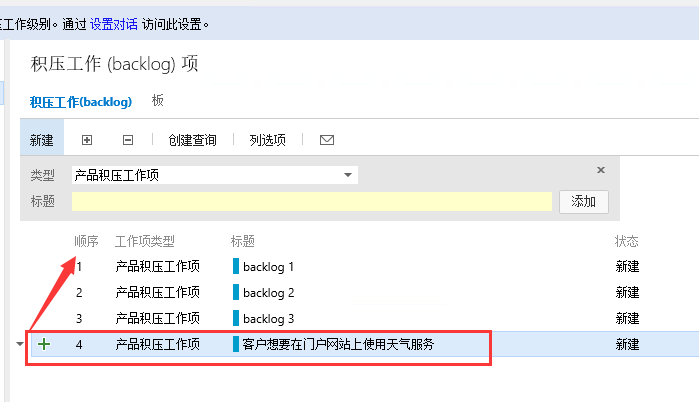 工作级别。通过 设置对话 访问此设置。
积压工作 (backlog) 项
积压工作(backlog) 板
新建 创建查询 列选项
类型 产品积压工作项
标题 添加
顺序 工作项类型 标题 状态
1 产品积压工作项 backlog 1 新建
2 产品积压工作项 backlog 2 新建
3 产品积压工作项 backlog 3 新建
4 产品积压工作项 客户想要在门户网站上使用天气服务 新建